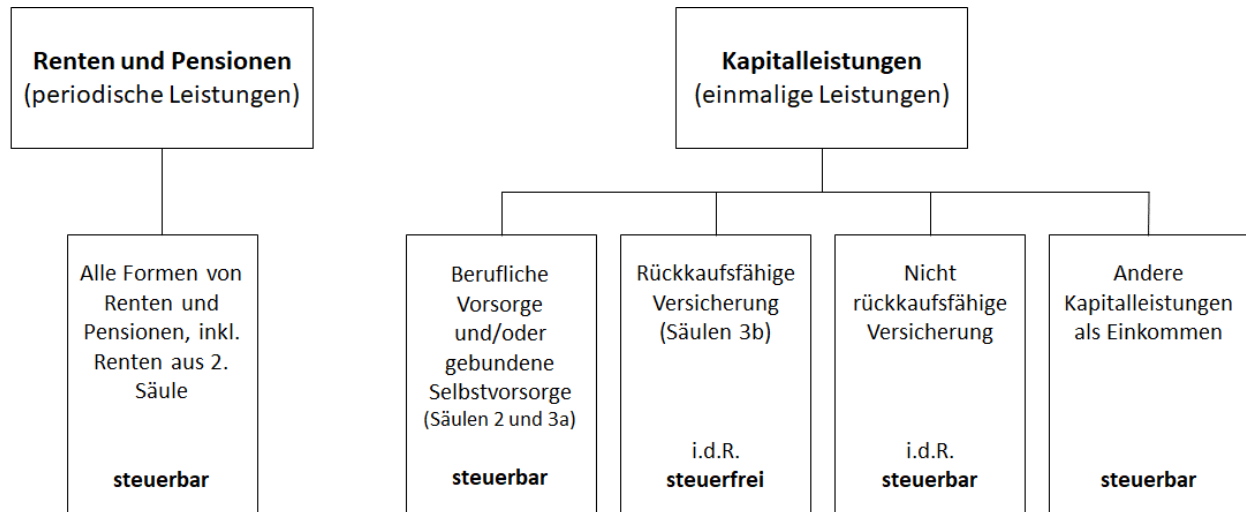 Renten und Pensionen
(periodische Leistungen)
Kapitalleistungen
(einmalige Leistungen)
Alle Formen von
Renten und
Pensionen, inkl.
Renten aus 2.
Säule
steuerbar
Berufliche
Vorsorge
und/oder
gebundene
Selbstvorsorge
(Säulen 2 und 3a)
steuerbar
Rückkaufsfähige
Versicherung
(Säulen 3b)
i.d.R.
steuerfrei
Nicht
rückkaufsfähige
Versicherung
i.d.R.
steuerbar
Andere
Kapitalleistungen
als Einkommen
steuerbar